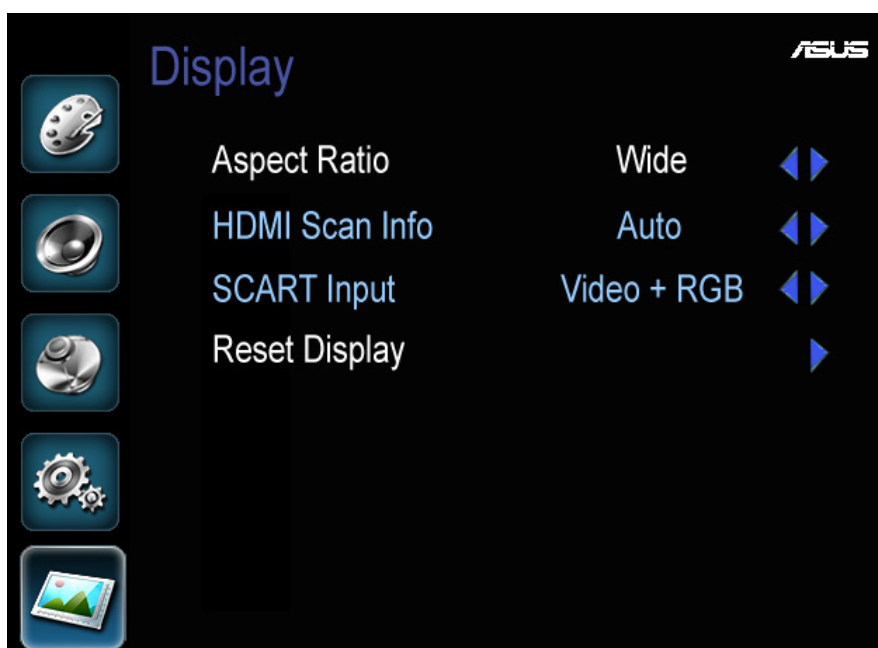 Display
ASUS
Aspect Ratio Wide
HDMI Scan Info Auto
SCART Input Video + RGB
Reset Display